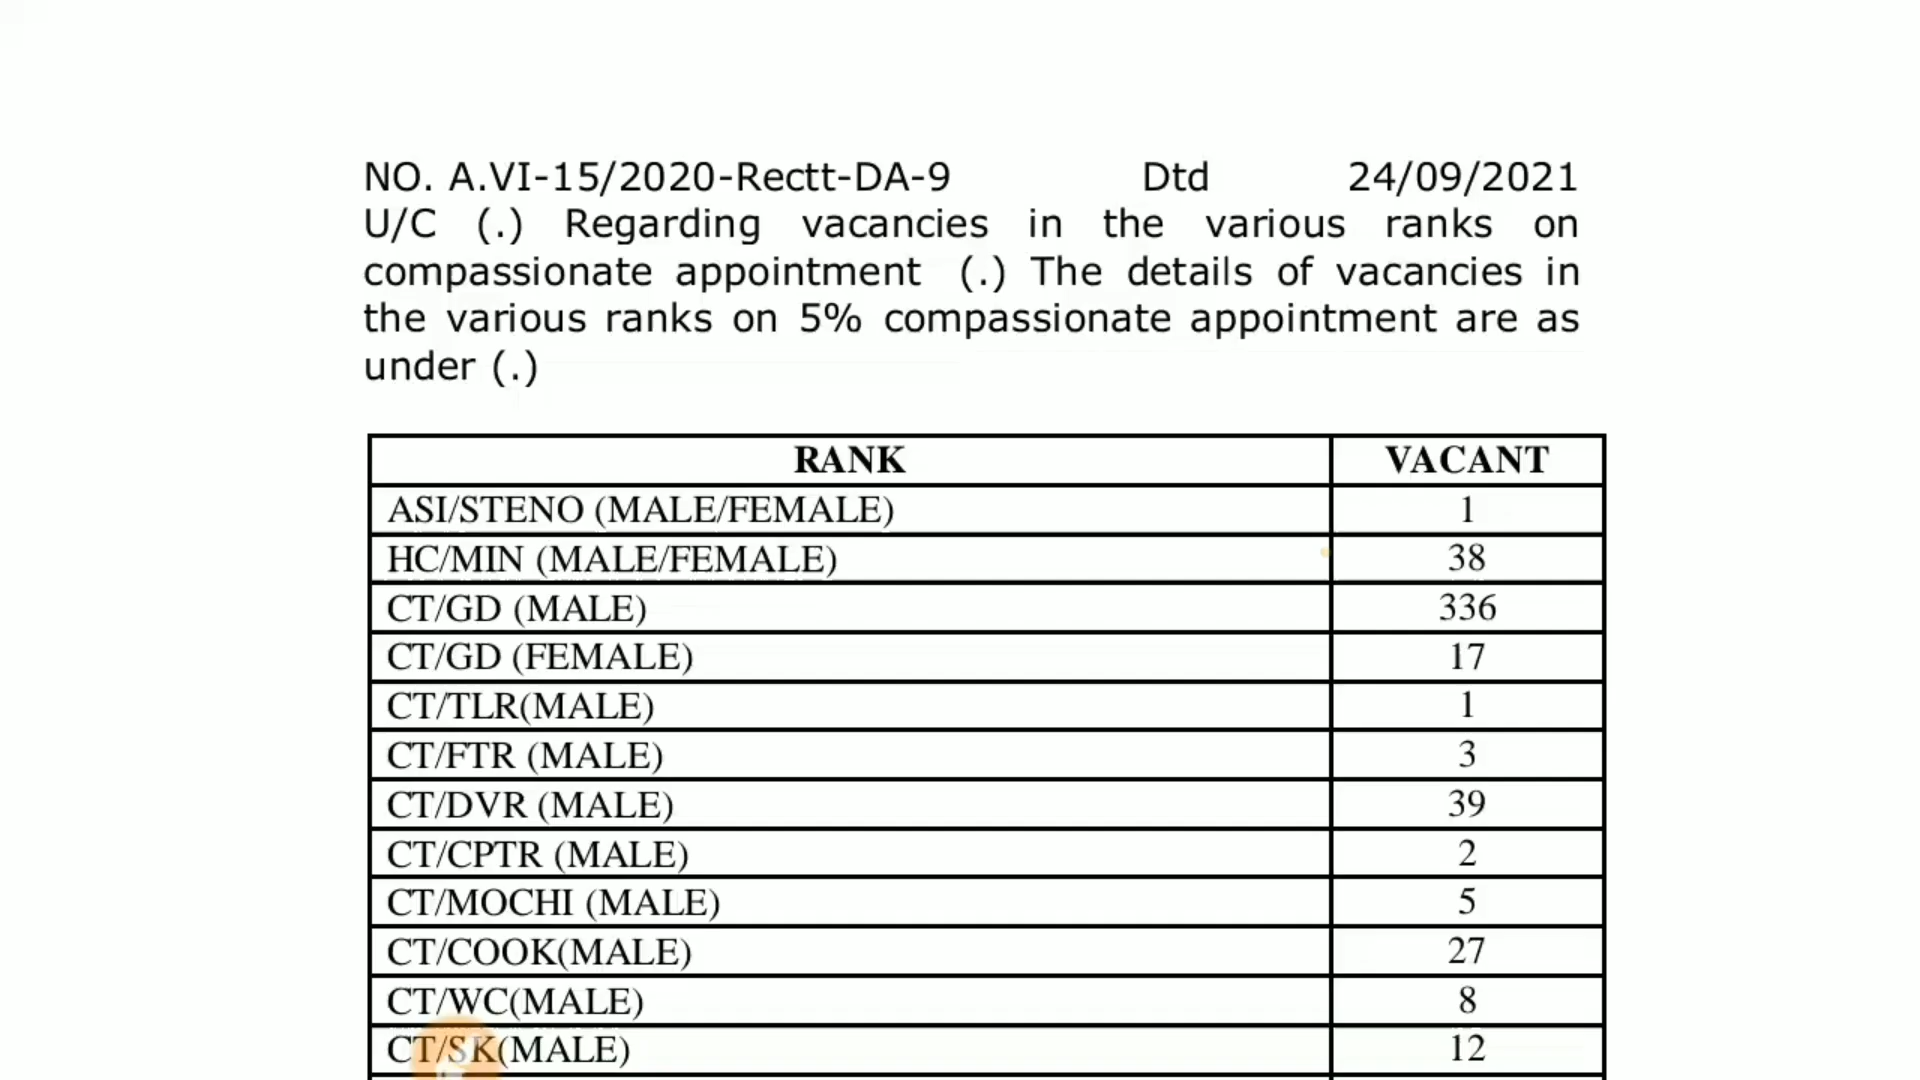 NO. A.VI-15/2020-Rectt-DA-9 Dtd 24/09/2021
U/C (.) Regarding vacancies in the various ranks on
compassionate appointment (.) The details of vacancies in
the various ranks on 5% compassionate appointment are as
under (.)
RANK VACANT
ASI/STENO (MALE/FEMALE) 1
HC/MIN (MALE/FEMALE) 38
CT/GD (MALE) 336
CT/GD (FEMALE) 17
CT/TLR(MALE) 1
CT/FTR (MALE) 3
CT/DVR (MALE) 39
CT/CPTR (MALE) 2
CT/MOCHI (MALE) 5
CT/COOK(MALE) 27
CT/WC(MALE) 8
CT/SK(MALE) 12